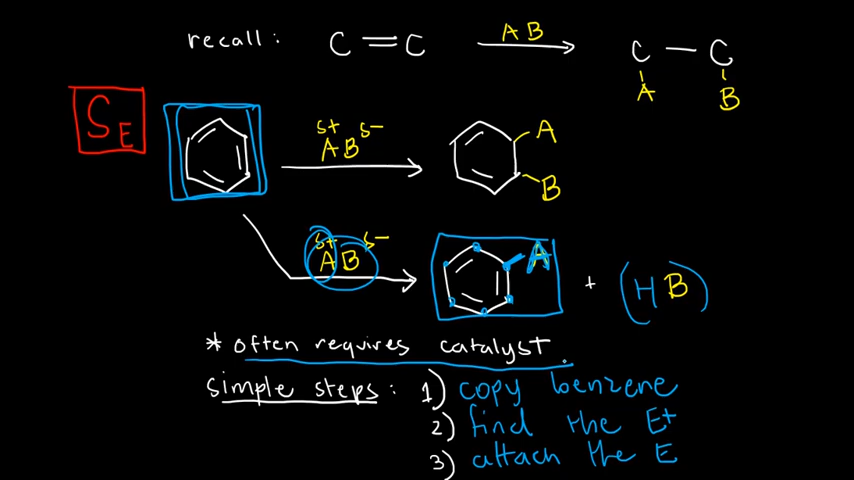 recall: C = C AB C — C
A B
SE
δ+ AB δ- A
B
δ+ AB δ- A + (HB)
* often requires catalyst.
simple steps: 1) copy benzene
2) find the E+
3) attach the E